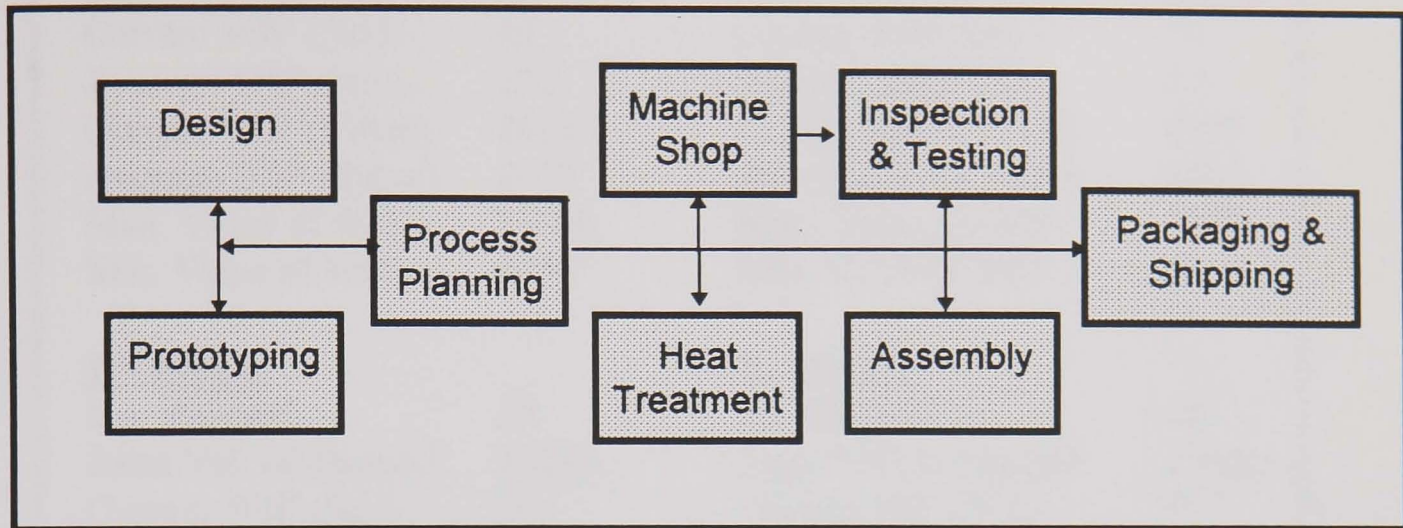 Design
Prototyping
Process
Planning
Machine
Shop
Heat
Treatment
Inspection
& Testing
Assembly
Packaging &
Shipping